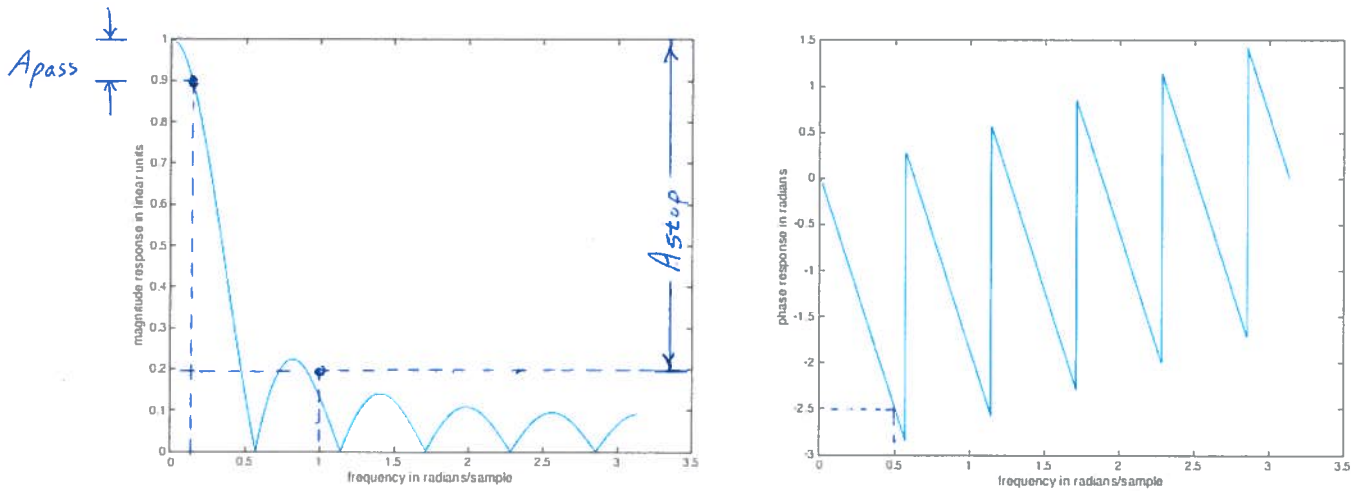 Apass
1
0.9
0.8
0.7
0.6
0.5
0.4
0.3
0.2
0.1
0
magnitude response in linear units
Astop
0 0.5 1 1.5 2 2.5 3 3.5
frequency in radians/sample
1.5
1
0.5
0
-0.5
-1
-1.5
-2
-2.5
-3
phase response in radians
0 0.5 1 1.5 2 2.5 3 3.5
frequency in radians/sample